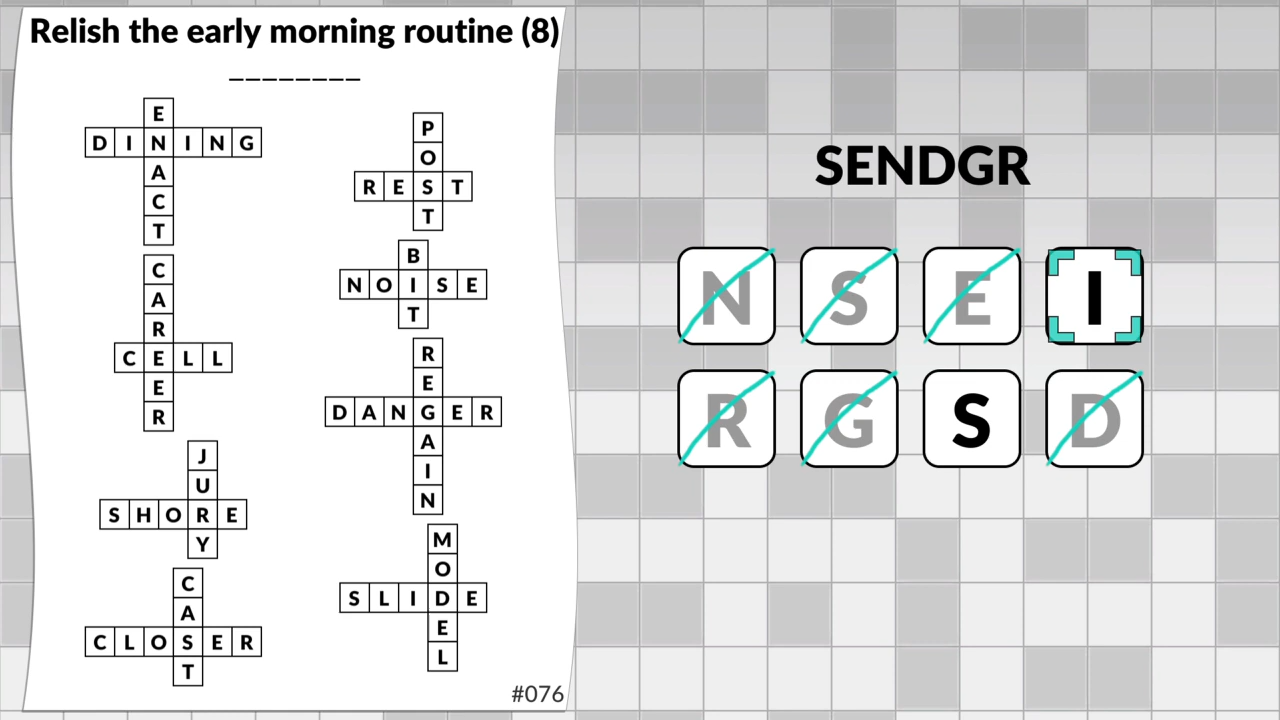 Relish the early morning routine (8)
________
ENACT
DINING
CAREER
CELL
JURY
SHORE
CAST
CLOSER
POST
REST
BIT
NOISE
REGAIN
DANGER
MODEL
SLIDE
#076
SENDGR
N S E I
R G S D